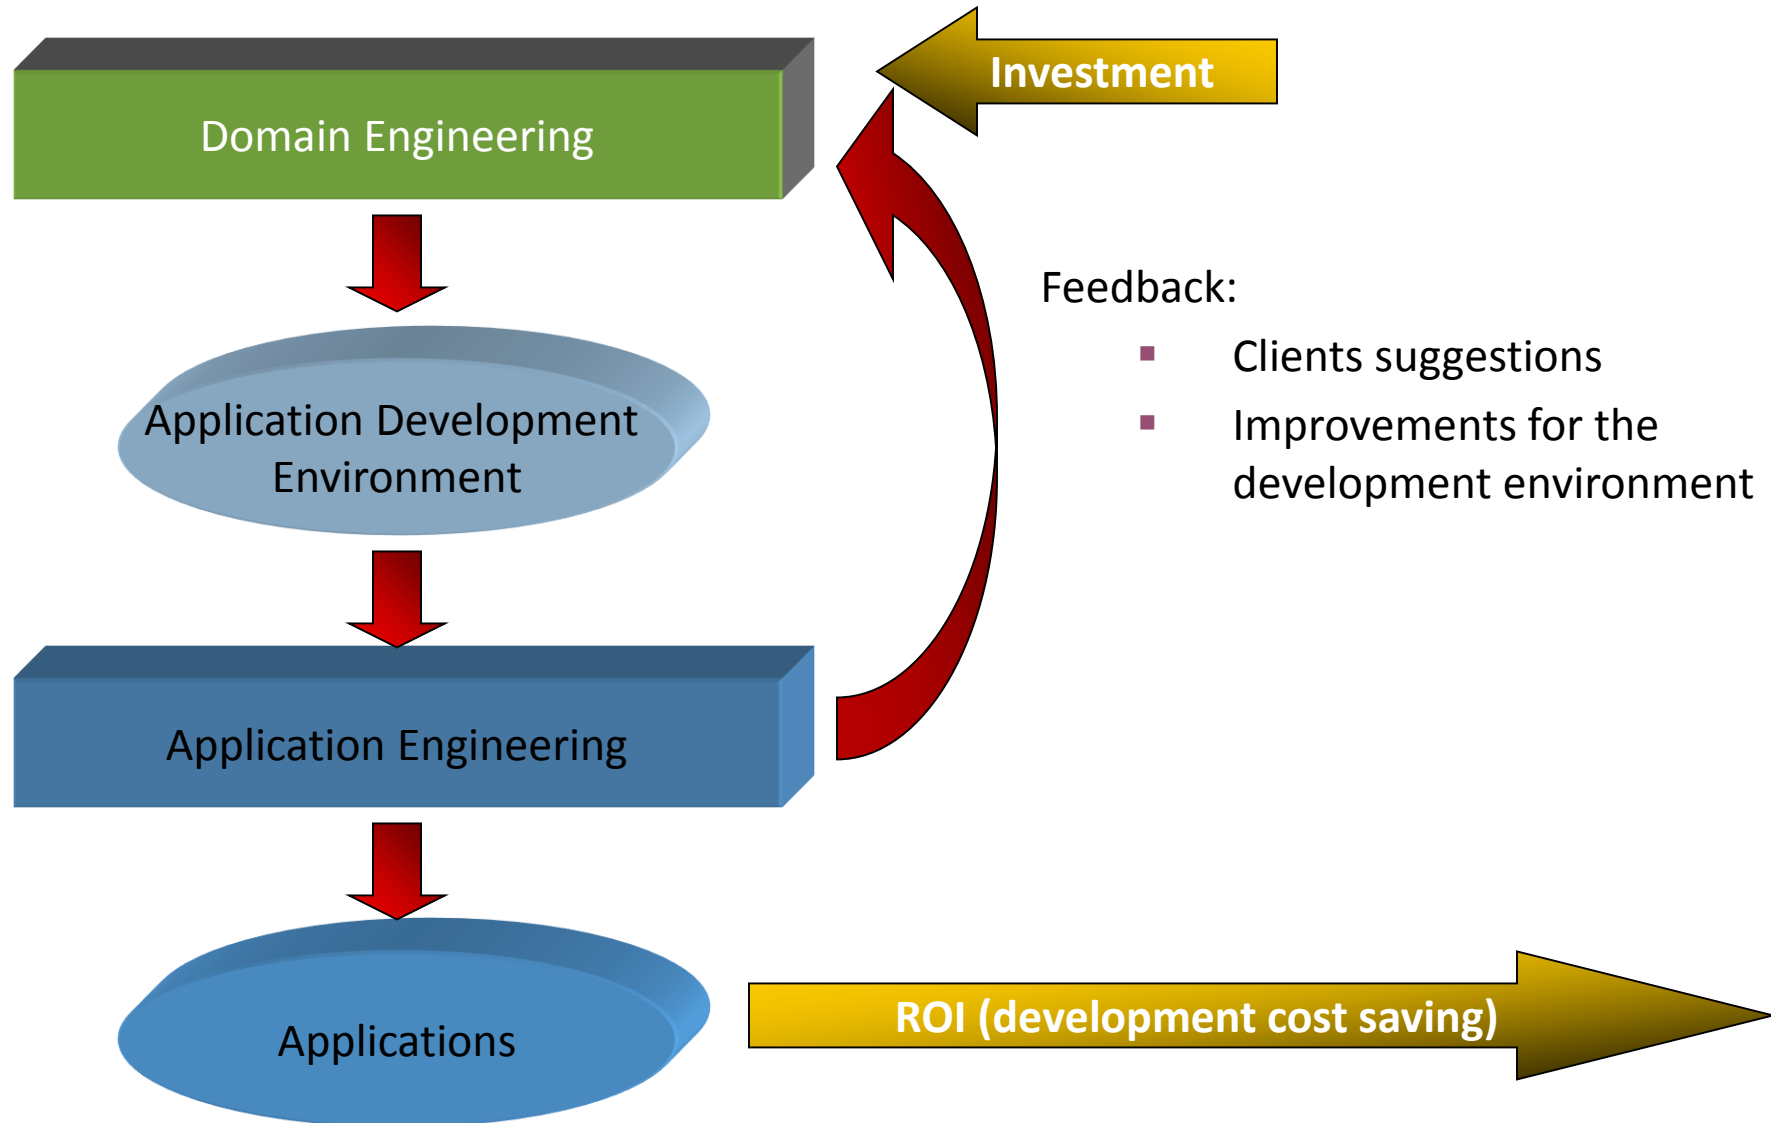 Investment
Domain Engineering
Feedback:
▪ Clients suggestions
▪ Improvements for the
development environment
Application Development
Environment
Application Engineering
Applications
ROI (development cost saving)